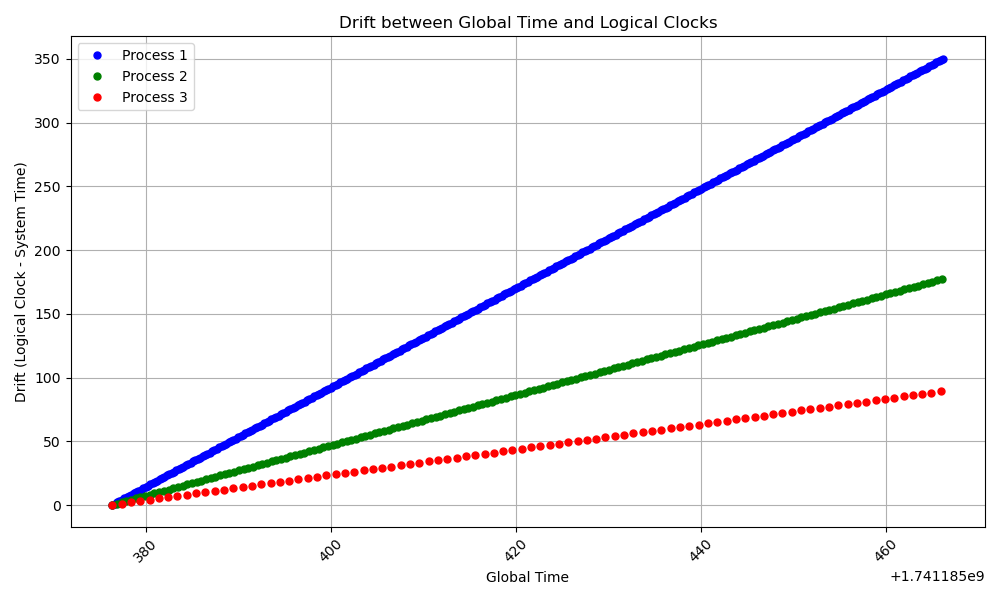 Drift between Global Time and Logical Clocks
Process 1
Process 2
Process 3
Drift (Logical Clock - System Time)
350
300
250
200
150
100
50
0
380
400
420
440
460
Global Time
+1.741185e9